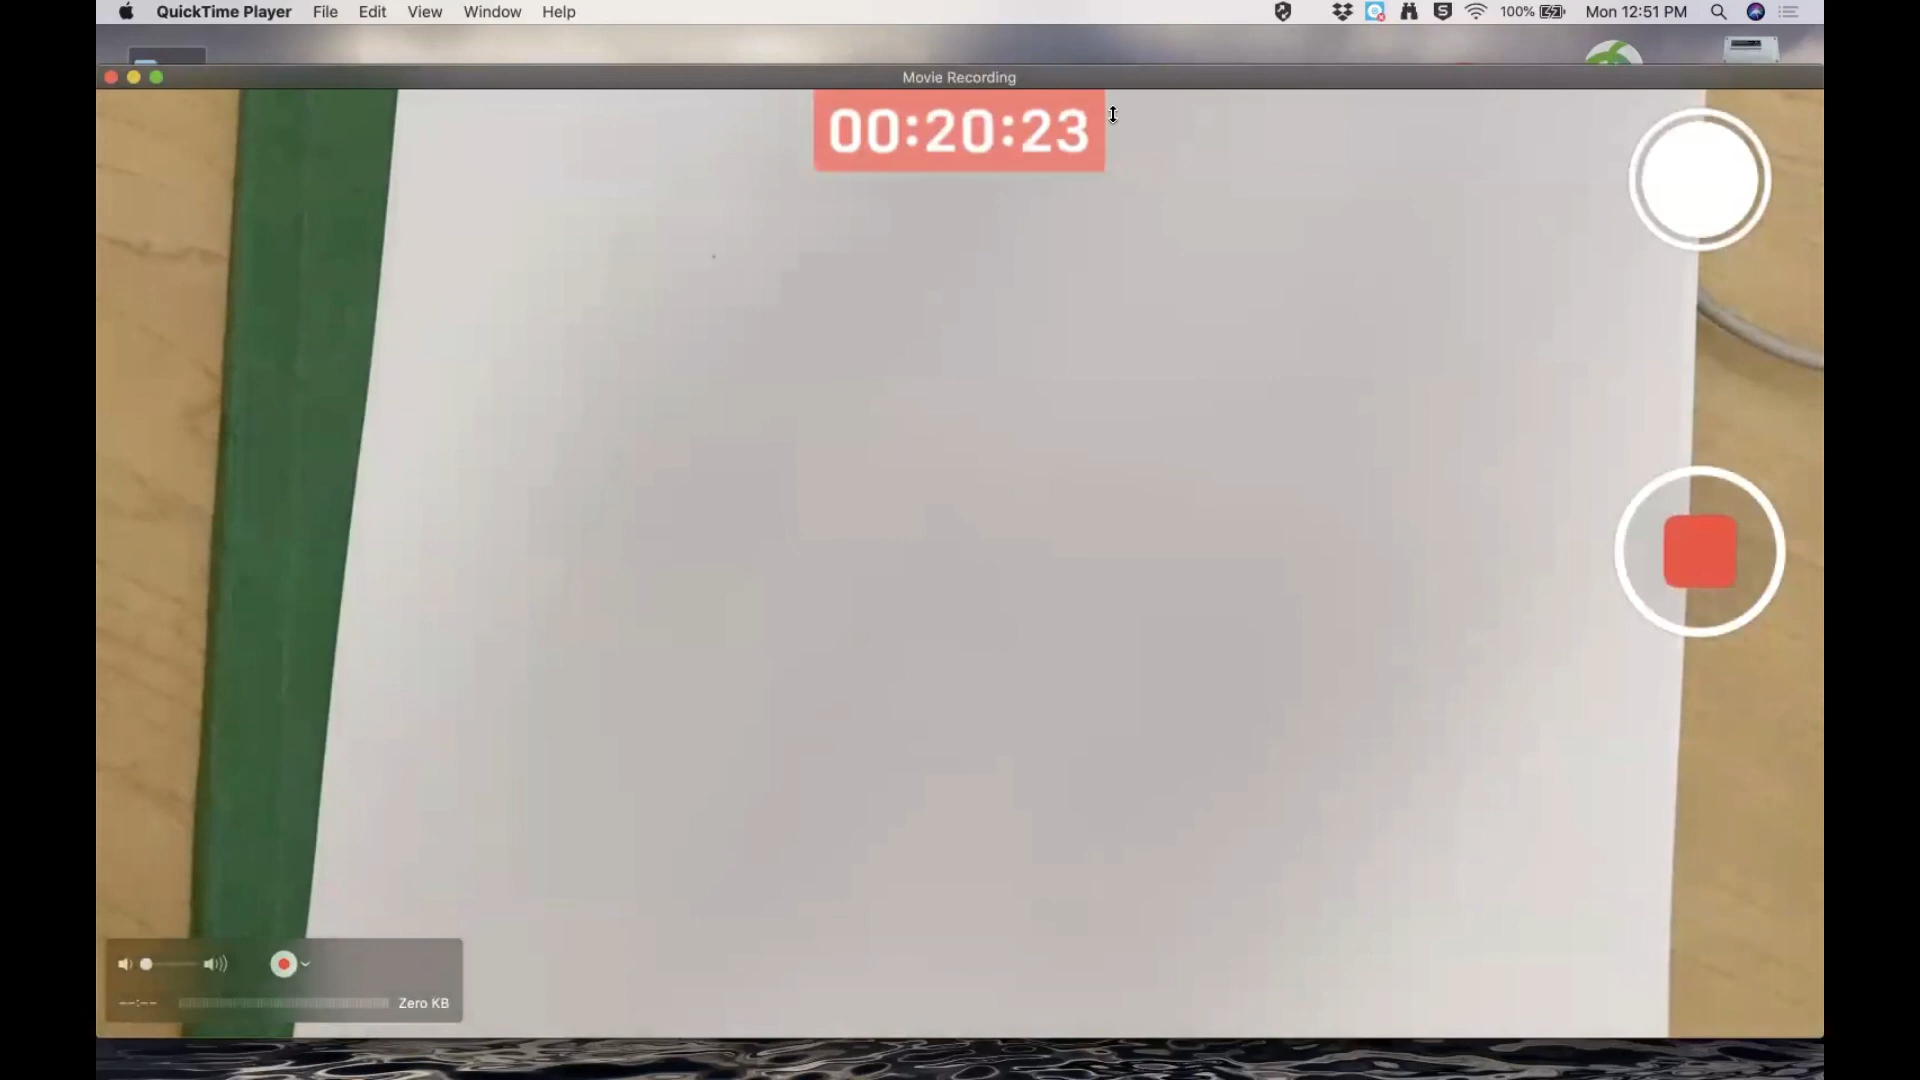 QuickTime Player File Edit View Window Help 100% Mon 12:51 PM
Movie Recording
00:20:23
--:-- Zero KB